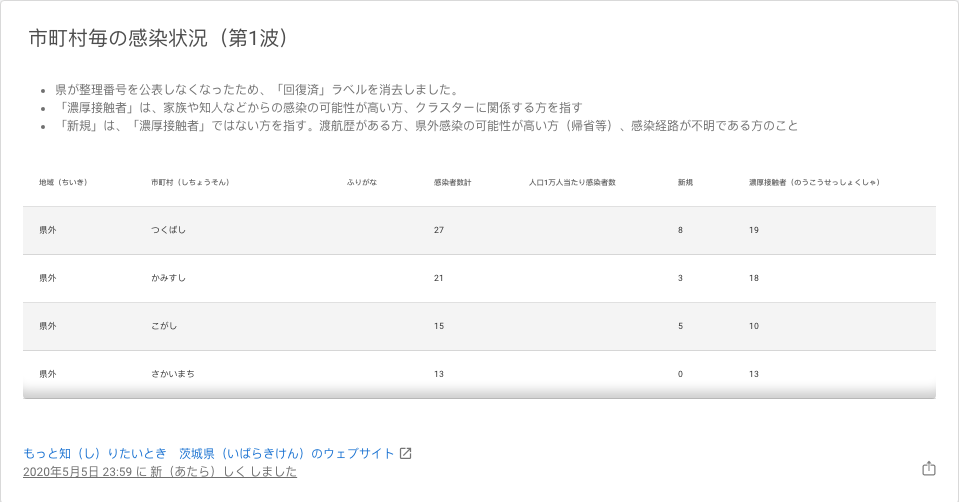 市町村毎の感染状況（第1波）
県が整理番号を公表しなくなったため、「回復済」ラベルを消去しました。
「濃厚接触者」は、家族や知人などからの感染の可能性が高い方、クラスターに関係する方を指す
「新規」は、「濃厚接触者」ではない方を指す。渡航歴がある方、県外感染の可能性が高い方（帰省等）、感染経路が不明である方のこと
地域（ちいき） 市町村（しちょうそん） ふりがな 感染者数計 人口1万人当たり感染者数 新規 濃厚接触者（のうこうせっしょくしゃ）
県外 つくばし 27 8 19
県外 かみすし 21 3 18
県外 こがし 15 5 10
県外 さかいまち 13 0 13
もっと知（し）りたいとき　茨城県（いばらきけん）のウェブサイト
2020年5月5日 23:59 に 新（あたら）しく しました